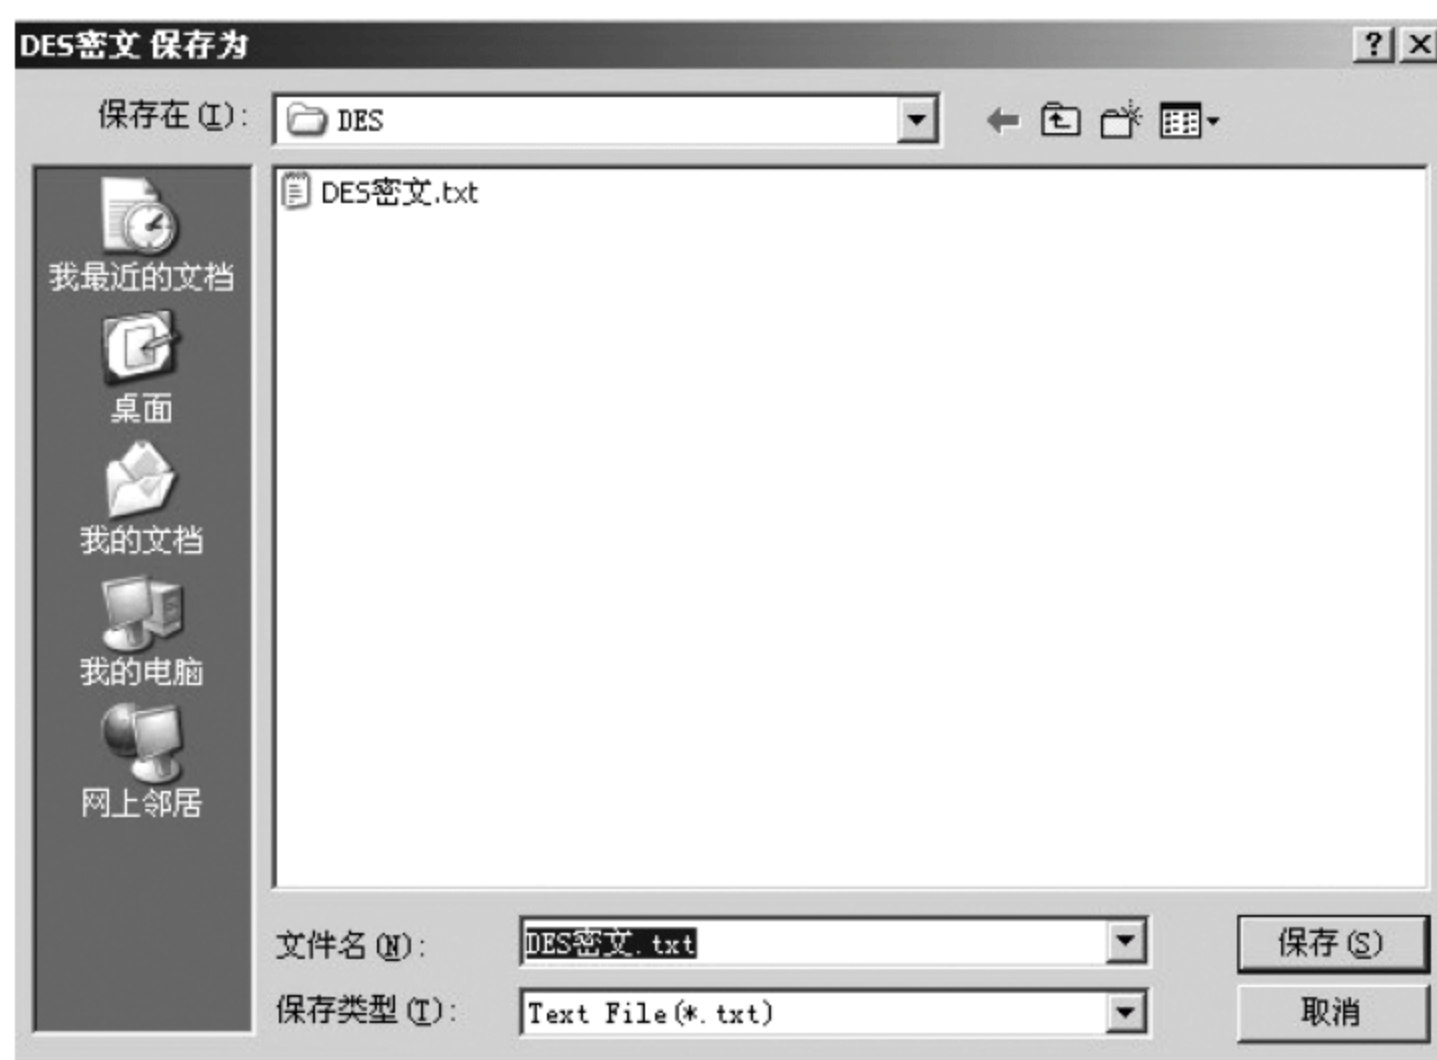 DES密文 保存为
保存在(I):
DES
DES密文.txt
我最近的文档
桌面
我的文档
我的电脑
网上邻居
文件名(N):
DES密文.txt
保存(S)
保存类型(T):
Text File(*.txt)
取消